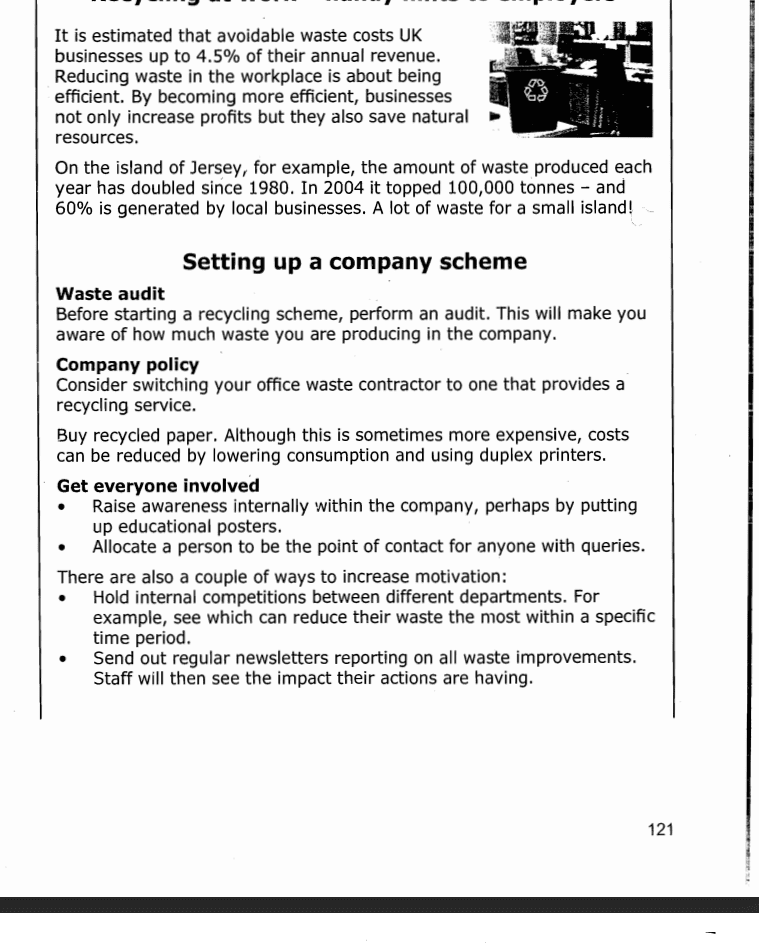 Recycling at work – handy hints to employers
It is estimated that avoidable waste costs UK
businesses up to 4.5% of their annual revenue.
Reducing waste in the workplace is about being
efficient. By becoming more efficient, businesses
not only increase profits but they also save natural
resources.
On the island of Jersey, for example, the amount of waste produced each
year has doubled since 1980. In 2004 it topped 100,000 tonnes – and
60% is generated by local businesses. A lot of waste for a small island!
Setting up a company scheme
Waste audit
Before starting a recycling scheme, perform an audit. This will make you
aware of how much waste you are producing in the company.
Company policy
Consider switching your office waste contractor to one that provides a
recycling service.
Buy recycled paper. Although this is sometimes more expensive, costs
can be reduced by lowering consumption and using duplex printers.
Get everyone involved
• Raise awareness internally within the company, perhaps by putting
up educational posters.
• Allocate a person to be the point of contact for anyone with queries.
There are also a couple of ways to increase motivation:
• Hold internal competitions between different departments. For
example, see which can reduce their waste the most within a specific
time period.
• Send out regular newsletters reporting on all waste improvements.
Staff will then see the impact their actions are having.
121